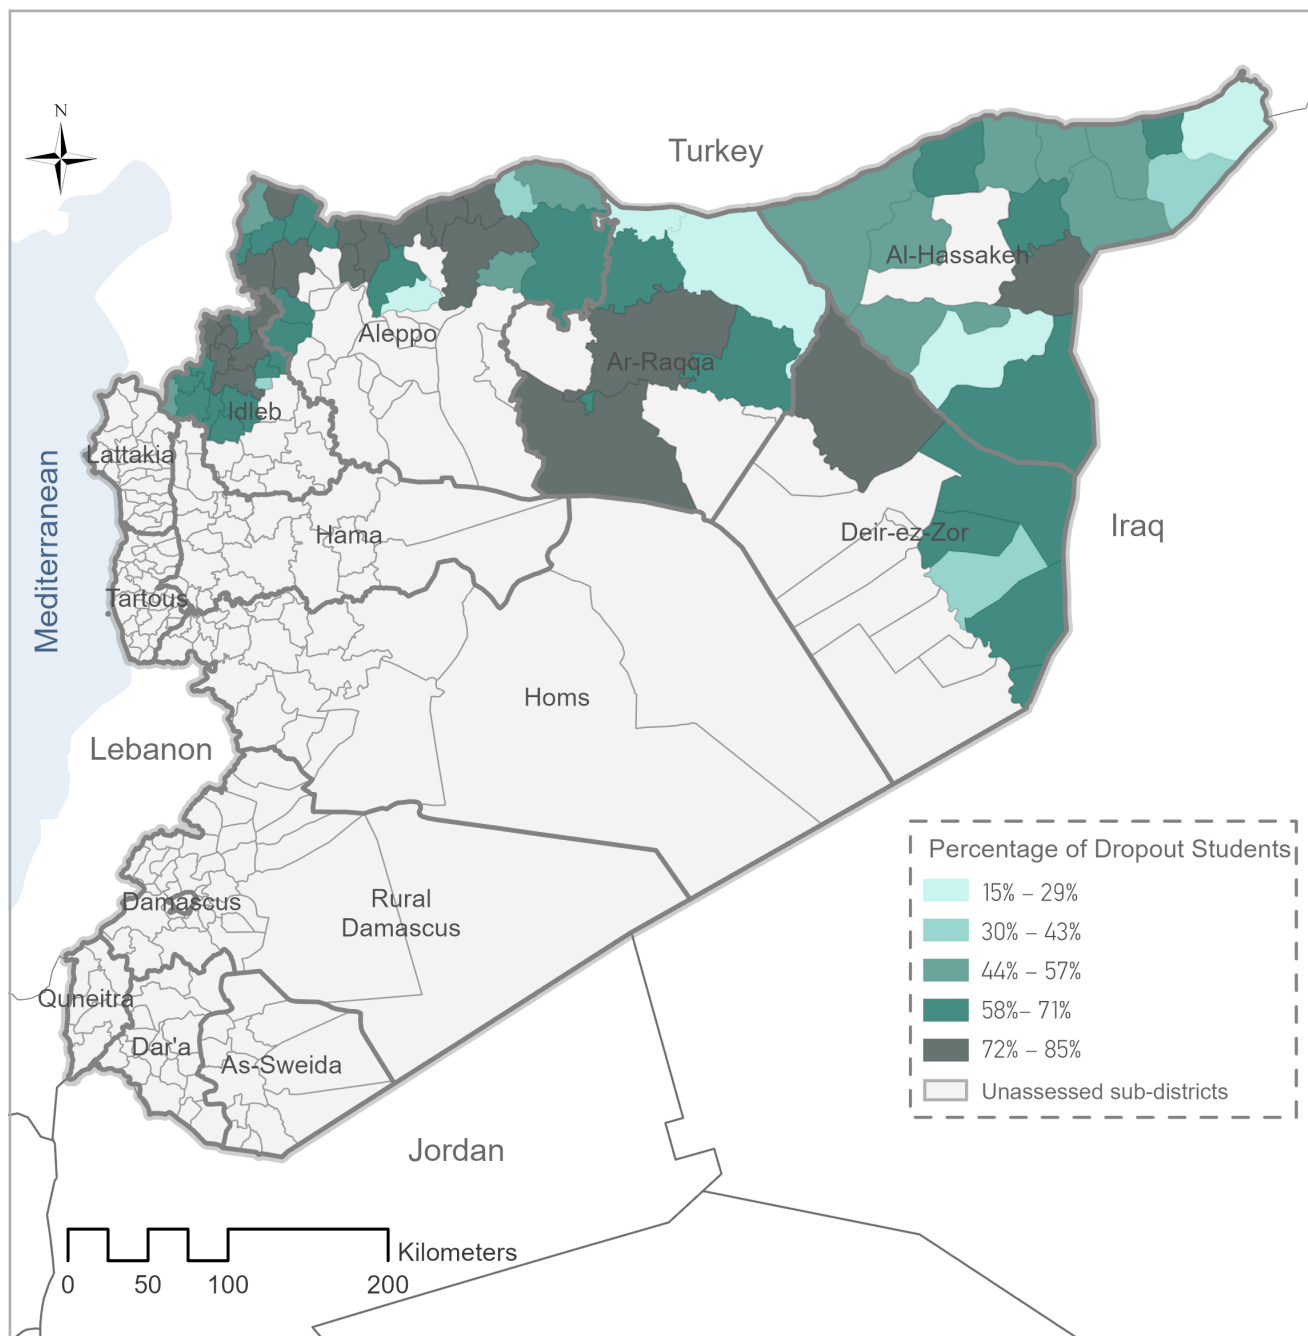 N
Turkey
Al-Hassakeh
Aleppo
Ar-Raqqa
Idleb
Lattakia
Mediterranean
Hama
Deir-ez-Zor
Iraq
Tartous
Homs
Lebanon
Percentage of Dropout Students
15% – 29%
30% – 43%
44% – 57%
58%– 71%
72% – 85%
Unassessed sub-districts
Damascus
Rural
Damascus
Quneitra
Dar'a
As-Sweida
Jordan
Kilometers
0 50 100 200